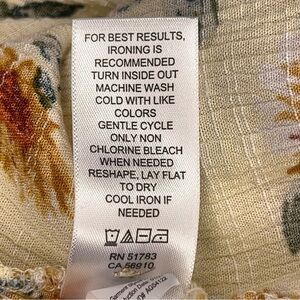 FOR BEST RESULTS,
IRONING IS
RECOMMENDED
TURN INSIDE OUT
MACHINE WASH
COLD WITH LIKE
COLORS
GENTLE CYCLE
ONLY NON
CHLORINE BLEACH
WHEN NEEDED
RESHAPE, LAY FLAT
TO DRY
COOL IRON IF
NEEDED
RN 51783
CA 56910